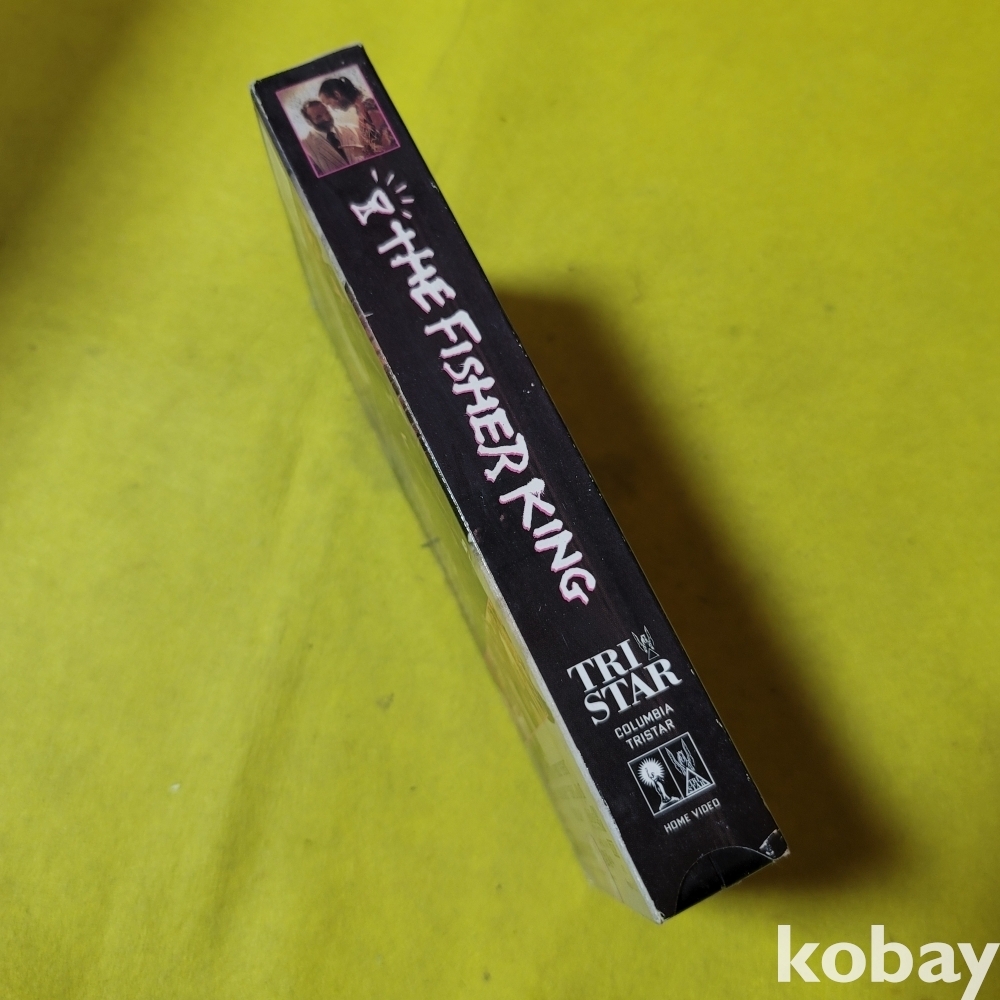 THE FISHER KING
TRI
STAR
COLUMBIA
TRISTAR
HOME VIDEO
kobay